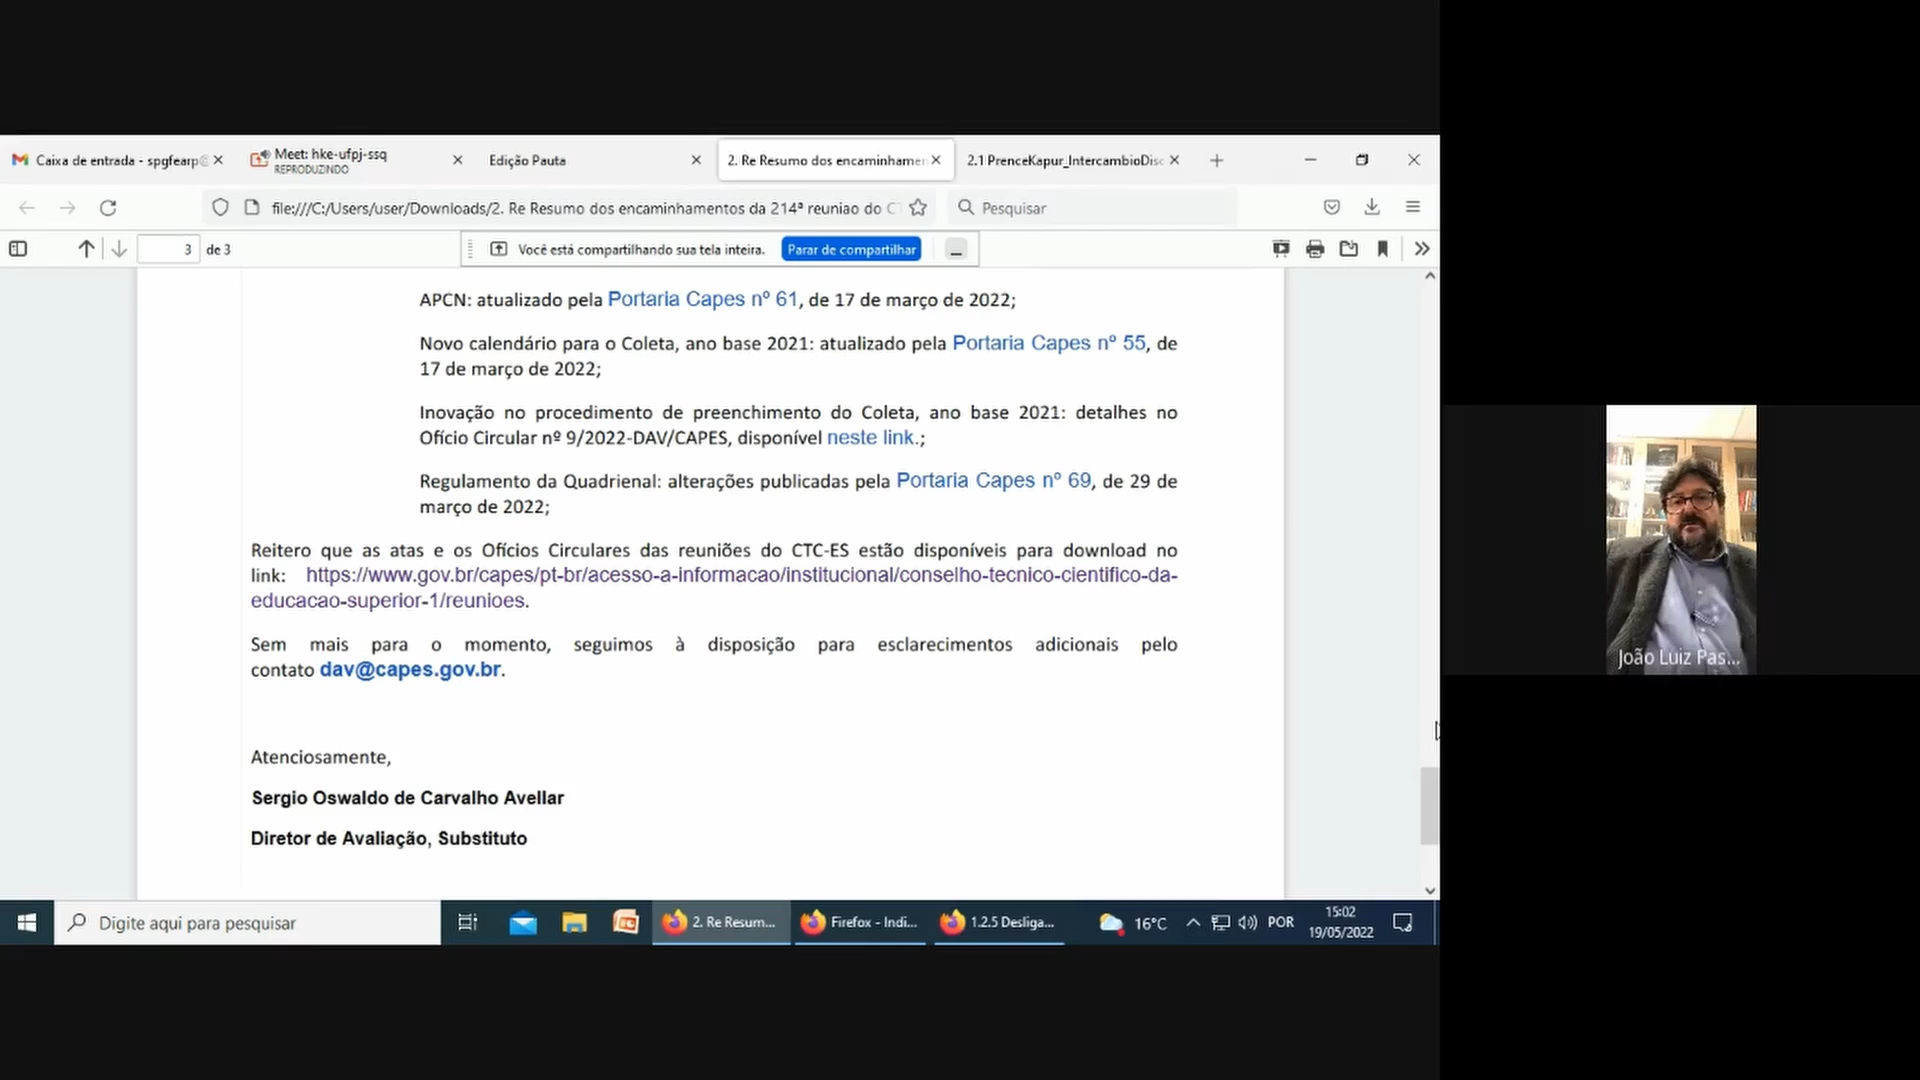 Caixa de entrada - spgfearp@
Meet: hke-ufpj-ssq
REPRODUZINDO
Edição Pauta
2. Re Resumo dos encaminhamen
2.1 PrenceKapur_IntercambioDisc
file:///C:/Users/user/Downloads/2. Re Resumo dos encaminhamentos da 214ª reuniao do C
Pesquisar
3 de 3
Você está compartilhando sua tela inteira.
Parar de compartilhar
APCN: atualizado pela Portaria Capes nº 61, de 17 de março de 2022;
Novo calendário para o Coleta, ano base 2021: atualizado pela Portaria Capes nº 55, de
17 de março de 2022;
Inovação no procedimento de preenchimento do Coleta, ano base 2021: detalhes no
Ofício Circular nº 9/2022-DAV/CAPES, disponível neste link.;
Regulamento da Quadrienal: alterações publicadas pela Portaria Capes nº 69, de 29 de
março de 2022;
Reitero que as atas e os Ofícios Circulares das reuniões do CTC-ES estão disponíveis para download no
link: https://www.gov.br/capes/pt-br/acesso-a-informacao/institucional/conselho-tecnico-cientifico-da-
educacao-superior-1/reunioes.
Sem mais para o momento, seguimos à disposição para esclarecimentos adicionais pelo
contato dav@capes.gov.br.
Atenciosamente,
Sergio Oswaldo de Carvalho Avellar
Diretor de Avaliação, Substituto
João Luiz Pas...
Digite aqui para pesquisar
2. Re Resum...
Firefox - Indi...
1.2.5 Desliga...
16°C
POR
15:02
19/05/2022